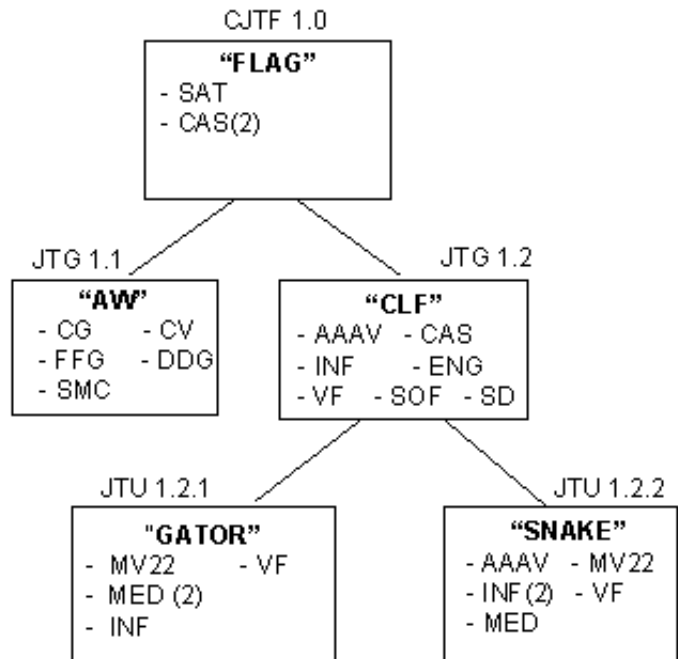 CJTF 1.0
“FLAG”
- SAT
- CAS(2)
JTG 1.1
“AW”
- CG - CV
- FFG - DDG
- SMC
JTG 1.2
“CLF”
- AAAV - CAS
- INF - ENG
- VF - SOF - SD
JTU 1.2.1
"GATOR”
- MV22 - VF
- MED (2)
- INF
JTU 1.2.2
“SNAKE”
- AAAV - MV22
- INF(2) - VF
- MED